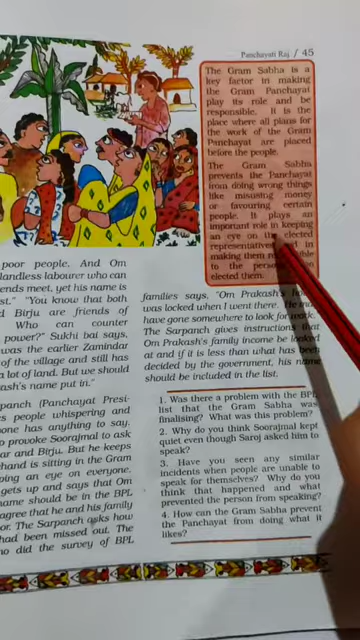 Panchayati Raj / 45
The Gram Sabha is a
key factor in making
the Gram Panchayat
play its role and be
responsible. It is the
place where all plans for
the work of the Gram
Panchayat are placed
before the people.
The Gram Sabha
prevents the Panchayat
from doing wrong things
like misusing money
or favouring certain
people. It plays an
important role in keeping
an eye on the elected
representatives in
making them
to the
elected them.
poor people. And Om
landless labourer who can
ends meet, yet his name is
st." "You know that both
d Birju are friends of
Who can counter
power?" Sukhi bai says,
was the earlier Zamindar
of the village and still has
a lot of land. But we should
ash's name put in."
panch (Panchayat Presi-
es people whispering and
one has anything to say.
o provoke Soorajmal to ask
ar and Birju. But he keeps
hand is sitting in the Gram
ping an eye on everyone.
gets up and says that Om
name should be in the BPL
agree that he and his family
or. The Sarpanch asks how
had been missed out. The
o did the survey of BPL
families says, "Om Prakash's
was locked when I went there. He
have gone somewhere to look for work.
The Sarpanch gives instructions that
Om Prakash's family income be looked
at and if it is less than what has been
decided by the government, his name
should be included in the list.
1. Was there a problem with the BPL
list that the Gram Sabha was
finalising? What was this problem?
2. Why do you think Soorajmal kept
quiet even though Saroj asked him to
speak?
3. Have you seen any similar
incidents when people are unable to
speak for themselves? Why do you
think that happened and what
prevented the person from speaking?
4. How can the Gram Sabha prevent
the Panchayat from doing what it
likes?